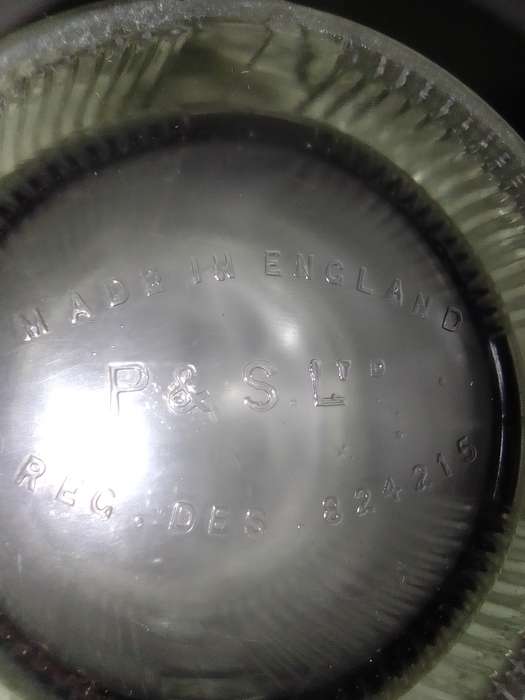 MADE IN ENGLAND
P & S. LTD
REG. DES. 824215